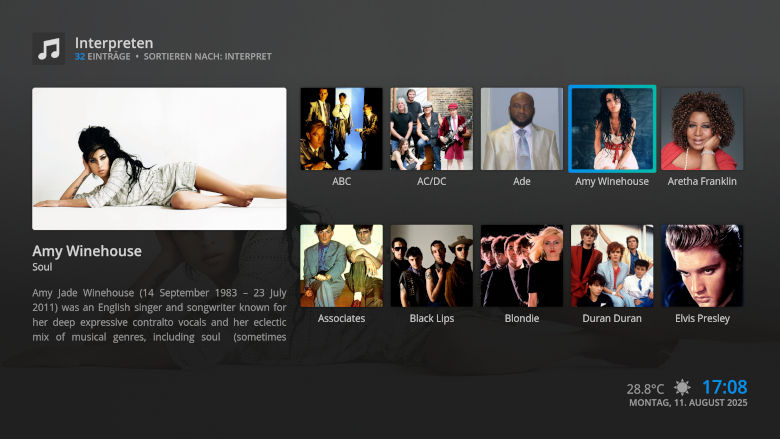 Interpreten
32 EINTRÄGE • SORTIEREN NACH: INTERPRET
ABC
AC/DC
Ade
Amy Winehouse
Aretha Franklin
Amy Winehouse
Soul
Amy Jade Winehouse (14 September 1983 – 23 July
2011) was an English singer and songwriter known for
her deep expressive contralto vocals and her eclectic
mix of musical genres, including soul (sometimes
Associates
Black Lips
Blondie
Duran Duran
Elvis Presley
28.8°C
17:08
MONTAG, 11. AUGUST 2025